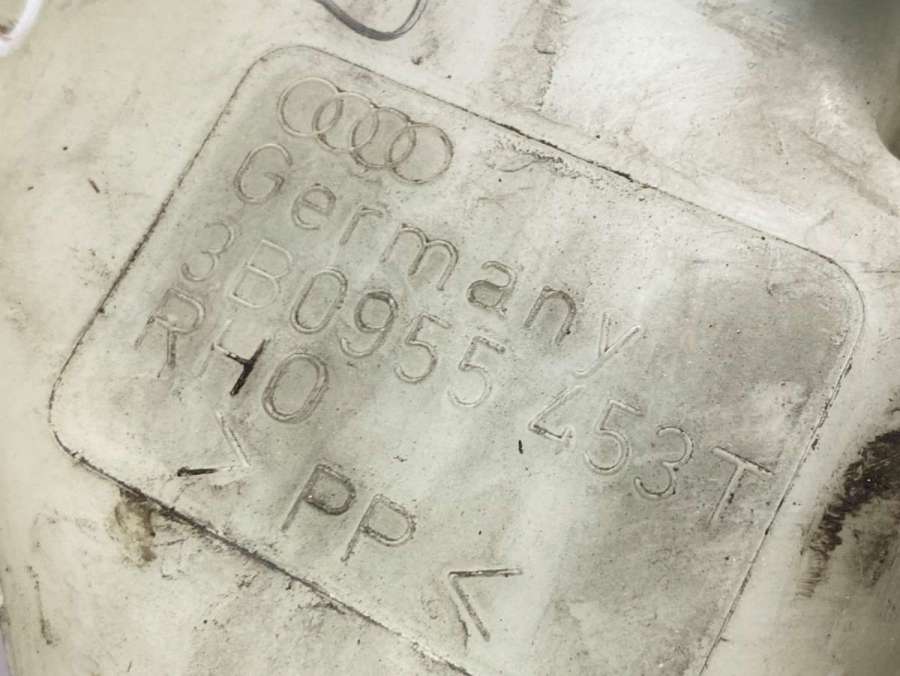 Germany
3B0955 453T
RHO
>PP<